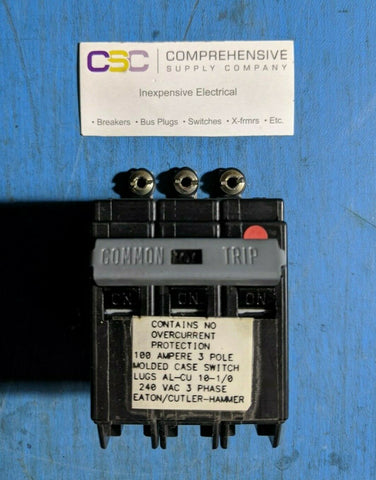 CSC COMPREHENSIVE
SUPPLY COMPANY
Inexpensive Electrical
• Breakers • Bus Plugs • Switches • X-frmrs • Etc.
COMMON TRIP
ON ON ON
CONTAINS NO
OVERCURRENT
PROTECTION
100 AMPERE 3 POLE
MOLDED CASE SWITCH
LUGS AL-CU 10-1/0
240 VAC 3 PHASE
EATON/CUTLER-HAMMER